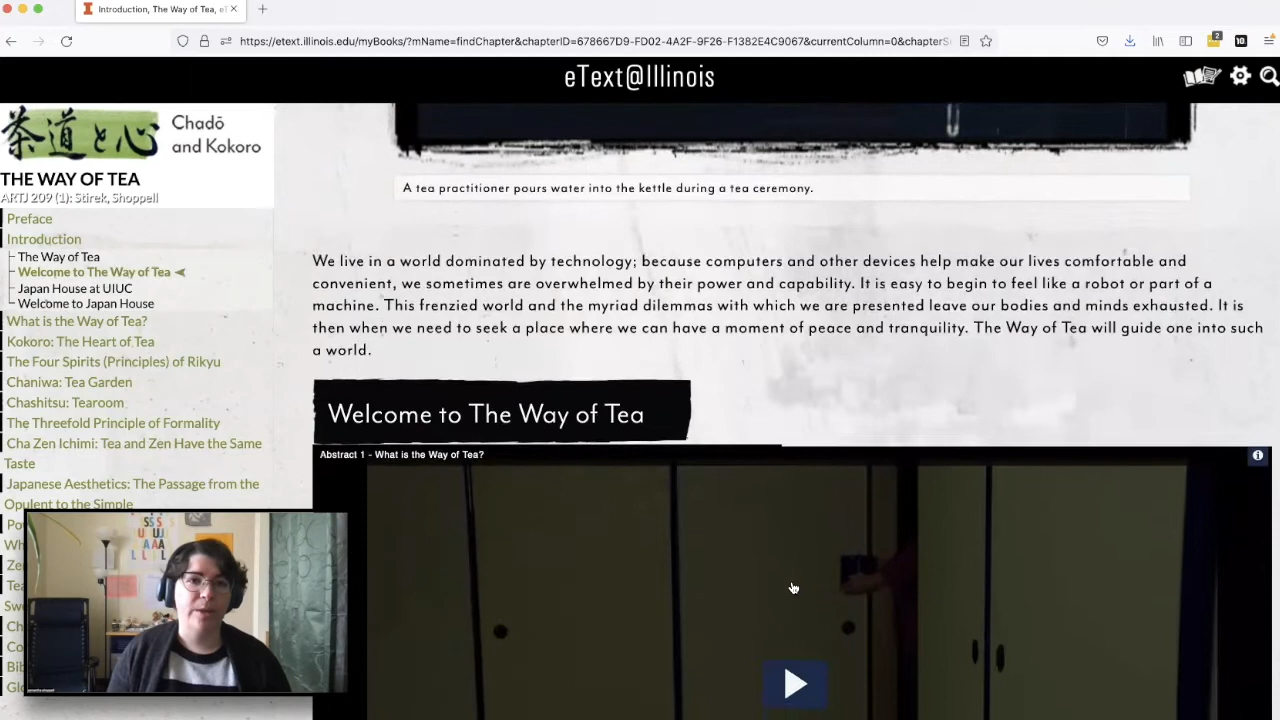 Introduction, The Way of Tea, e
https://etext.illinois.edu/myBooks/?mName=findChapter&chapterID=678667D9-FD02-4A2F-9F26-F1382E4C9067&currentColumn=0&chapterS
2
10
eText@Illinois
茶道と心
Chadō
and Kokoro
THE WAY OF TEA
ARTJ 209 (1): Stirek, Shoppell
Preface
Introduction
The Way of Tea
Welcome to The Way of Tea
Japan House at UIUC
Welcome to Japan House
What is the Way of Tea?
Kokoro: The Heart of Tea
The Four Spirits (Principles) of Rikyu
Chaniwa: Tea Garden
Chashitsu: Tearoom
The Threefold Principle of Formality
Cha Zen Ichimi: Tea and Zen Have the Same
Taste
Japanese Aesthetics: The Passage from the
Opulent to the Simple
Po
Wh
Ze
Tea
Sw
Ch
Co
Bib
Glo
A tea practitioner pours water into the kettle during a tea ceremony.
We live in a world dominated by technology; because computers and other devices help make our lives comfortable and
convenient, we sometimes are overwhelmed by their power and capability. It is easy to begin to feel like a robot or part of a
machine. This frenzied world and the myriad dilemmas with which we are presented leave our bodies and minds exhausted. It is
then when we need to seek a place where we can have a moment of peace and tranquility. The Way of Tea will guide one into such
a world.
Welcome to The Way of Tea
Abstract 1 - What is the Way of Tea?